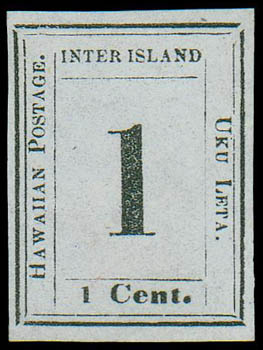 INTER ISLAND
HAWAIIAN POSTAGE.
1
UKU LETA.
1 Cent.